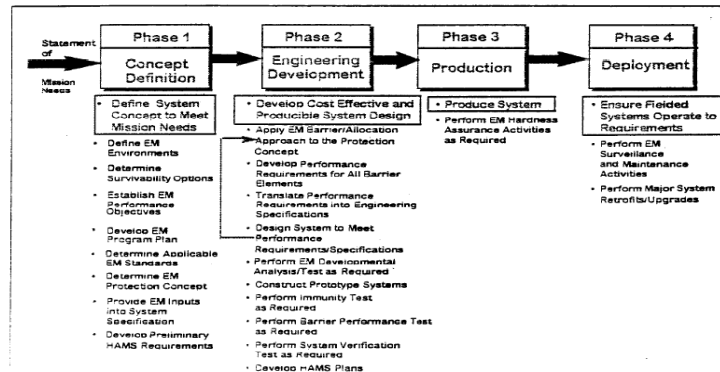 Statement
of
Mission
Needs
Phase 1
Concept
Definition
Phase 2
Engineering
Development
Phase 3
Production
Phase 4
Deployment
• Define System
Concept to Meet
Mission Needs
• Define EM
Environments
• Determine
Survivability Options
• Establish EM
Performance
Objectives
• Develop EM
Program Plan
• Determine Applicable
EM Standards
• Determine EM
Protection Concept
• Provide EM Inputs
into System
Specification
• Develop Preliminary
HAMS Requirements
• Develop Cost Effective and
Producible System Design
• Apply EM Barrier/Allocation
Approach to the Protection
Concept
• Develop Performance
Requirements for All Barrier
Elements
• Translate Performance
Requirements into Engineering
Specifications
• Design System to Meet
Performance
Requirements/Specifications
• Perform EM Developmental
Analysis/Test as Required
• Construct Prototype Systems
• Perform Immunity Test
as Required
• Perform Barrier Performance Test
as Required
• Perform System Verification
Test as Required
• Develop HAMS Plans
• Produce System
• Perform EM Hardness
Assurance Activities
as Required
• Ensure Fielded
Systems Operate to
Requirements
• Perform EM
Surveillance
and Maintenance
Activities
• Perform Major System
Retrofits/Upgrades